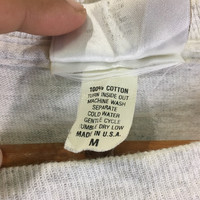 100% COTTON
TURN INSIDE OUT
MACHINE WASH
SEPARATE
COLD WATER
GENTLE CYCLE
TUMBLE DRY LOW
MADE IN U.S.A.
M